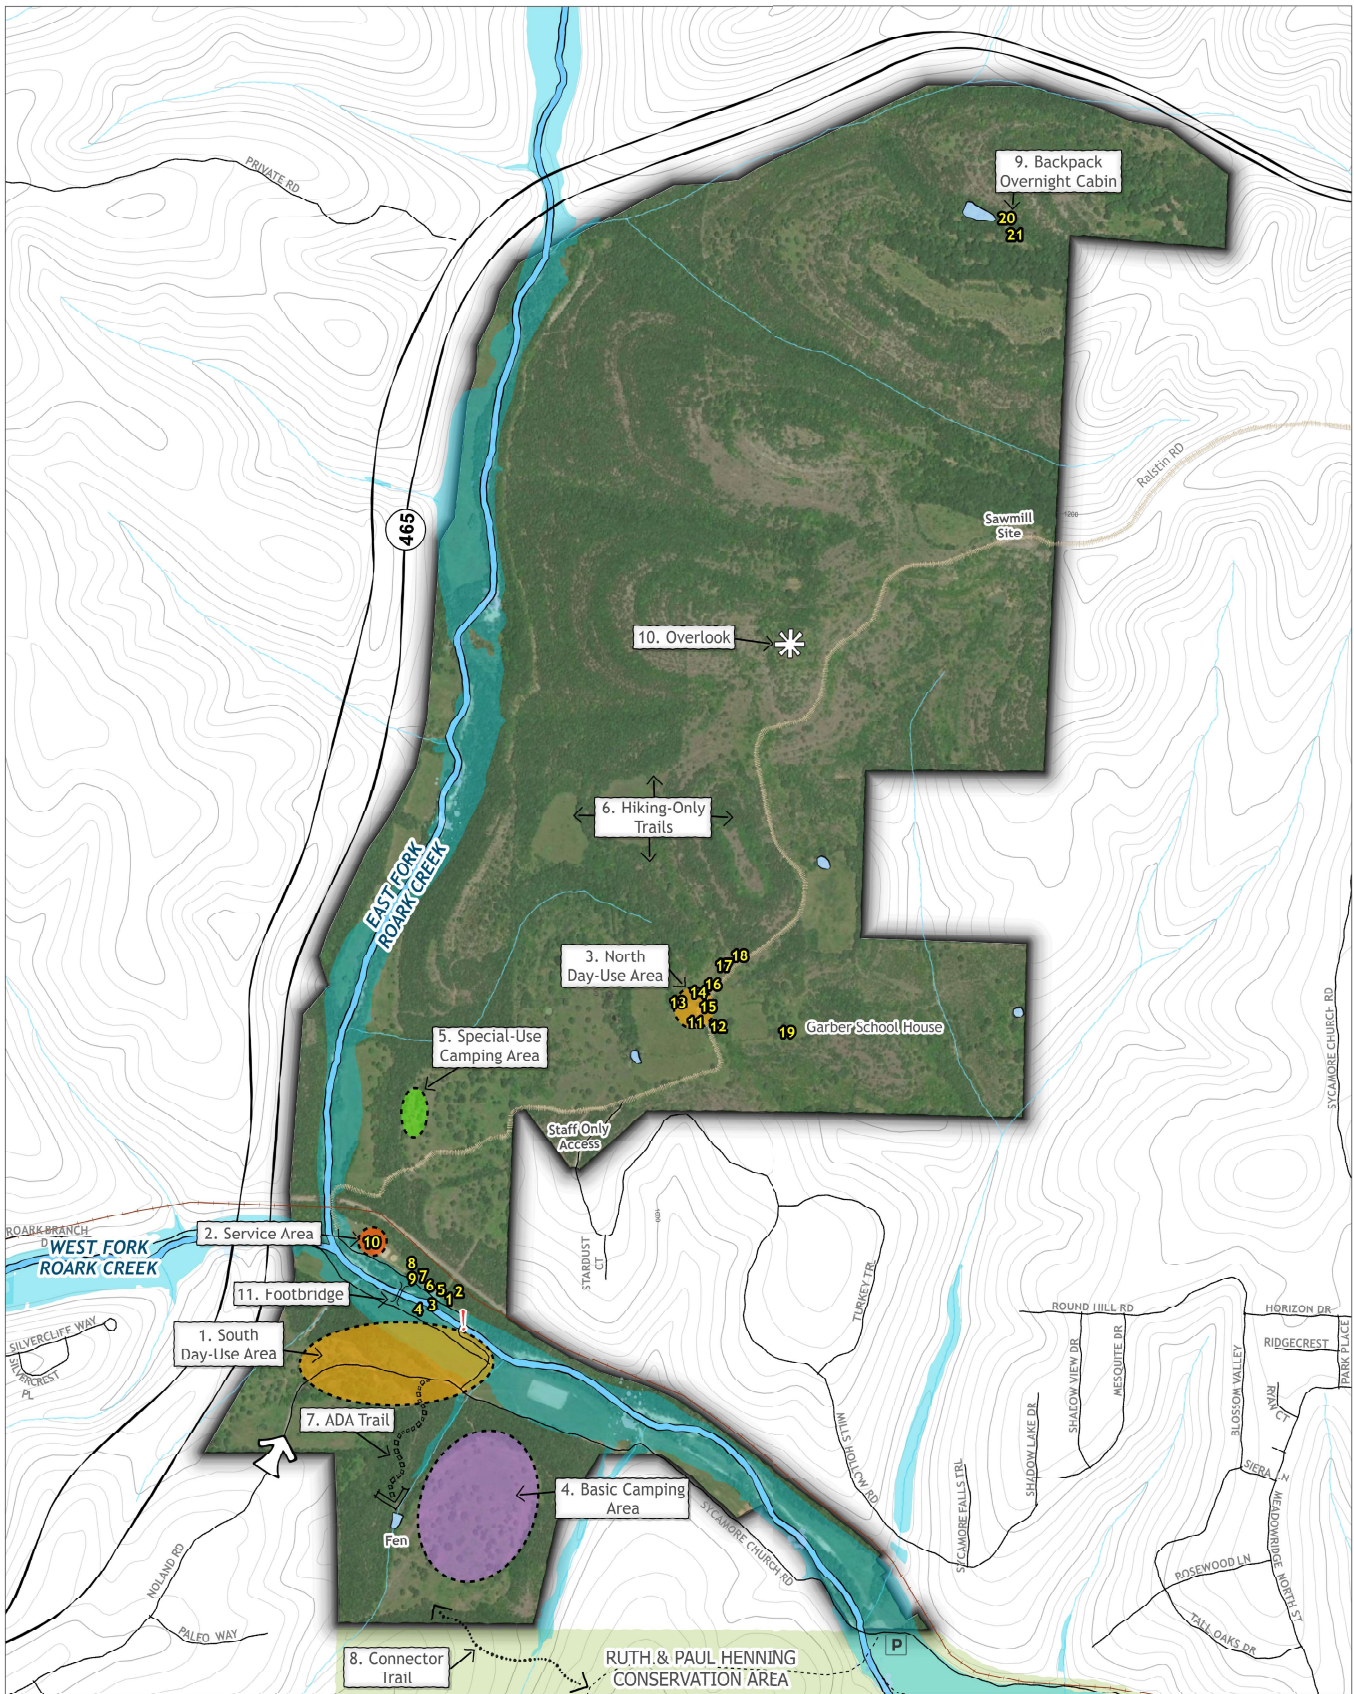 PRIVATE RD
9. Backpack
Overnight Cabin
20
21
Ralstin RD
465
Sawmill
Site
1200
10. Overlook
6. Hiking-Only
Trails
EAST FORK
ROARK CREEK
3. North
Day-Use Area
18
17
16
14
13
15
11
12
19
Garber School House
SYCAMORE CHURCH RD
5. Special-Use
Camping Area
Staff Only
Access
STARDUST
CT
TURKEY TR
ROARK BRANCH
D
WEST FORK
ROARK CREEK
2. Service Area
10
8
7
9
6
5
2
1
3
4
!
11. Footbridge
1. South
Day-Use Area
SILVERCLIFF WAY
SILVERCREST
PL
ROUND HILL RD
HORIZON DR
RIDGECREST
PARK PLACE
SHADOW VIEW DR
MESQUITE DR
BLOSSOM VALLEY
RYAN CT
SHADOW LAKE DR
7. ADA Trail
MILLS HOLLOW RD
SYCAMORE FALLS TRL
SIERA LN
MEADOWRIDGE NORTH ST
4. Basic Camping
Area
SYCAMORE CHURCH RD
Fen
NOLAND RD
ROSEWOOD LN
TALL OAKS DR
PALEO WAY
8. Connector
Trail
RUTH & PAUL HENNING
CONSERVATION AREA
P